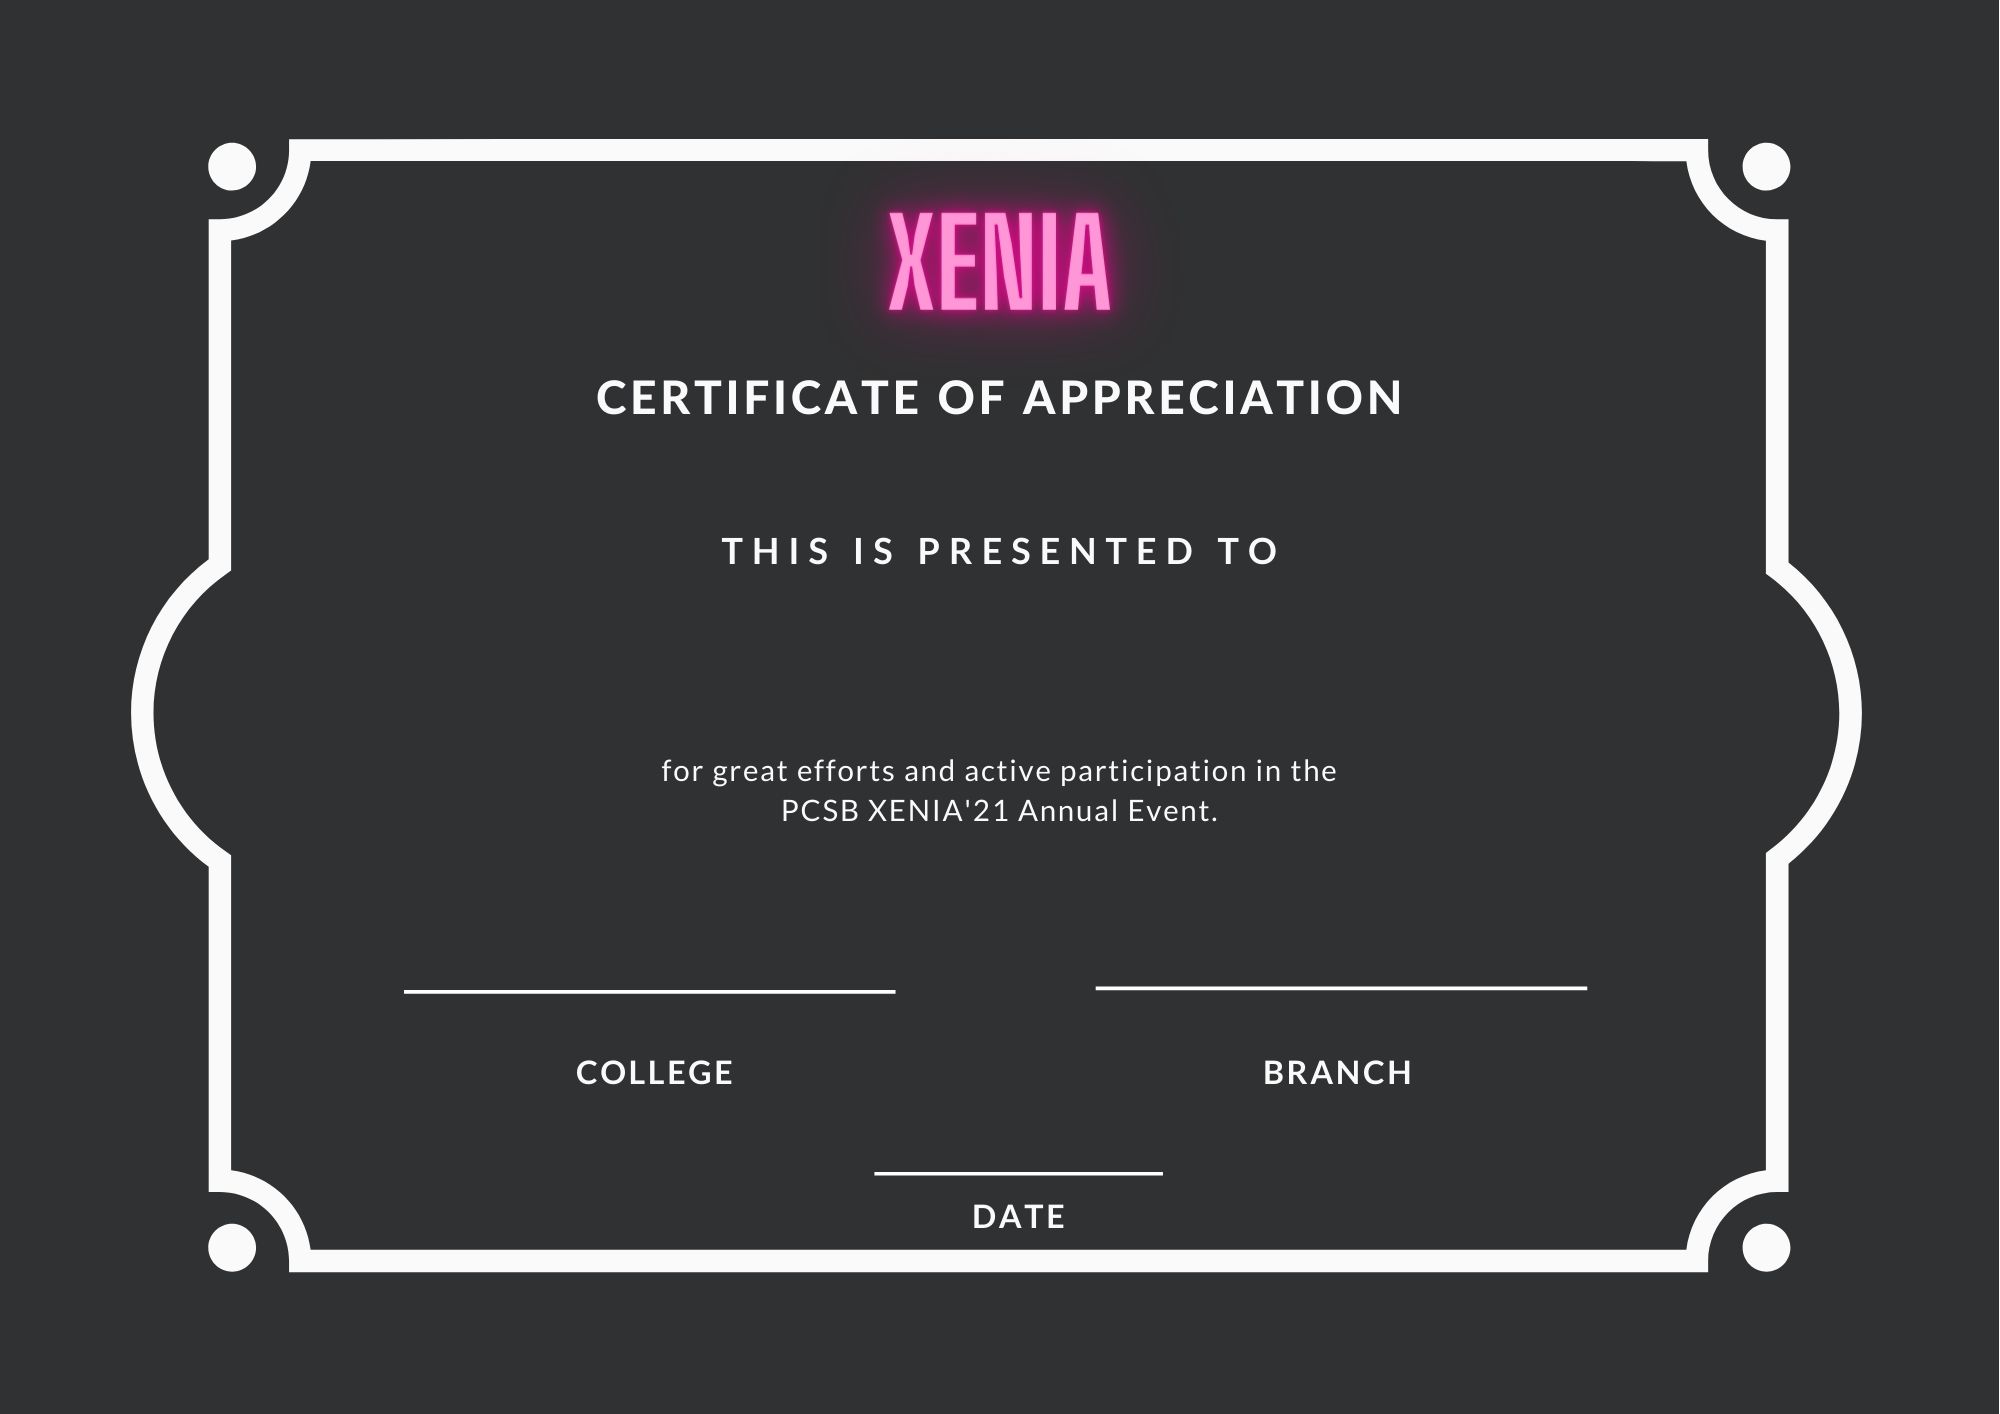 XENIA
CERTIFICATE OF APPRECIATION
THIS IS PRESENTED TO
for great efforts and active participation in the
PCSB XENIA'21 Annual Event.
COLLEGE
BRANCH
DATE